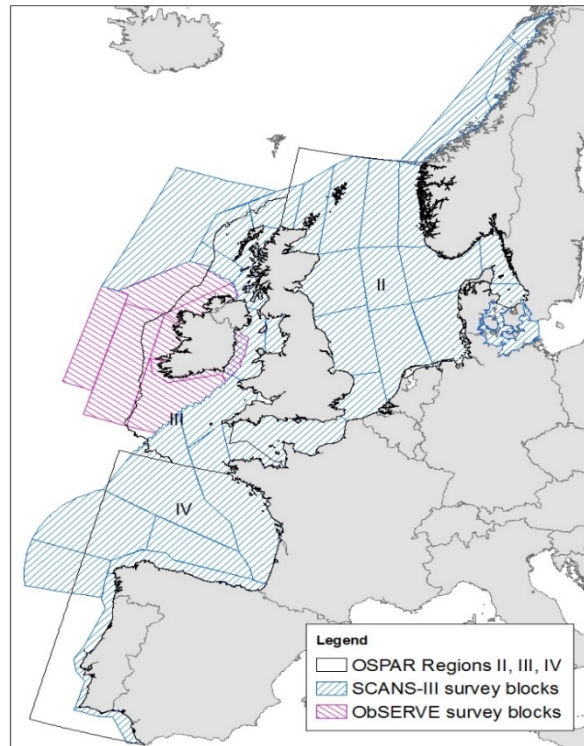 II
III
IV
Legend
OSPAR Regions II, III, IV
SCANS-III survey blocks
ObSERVE survey blocks